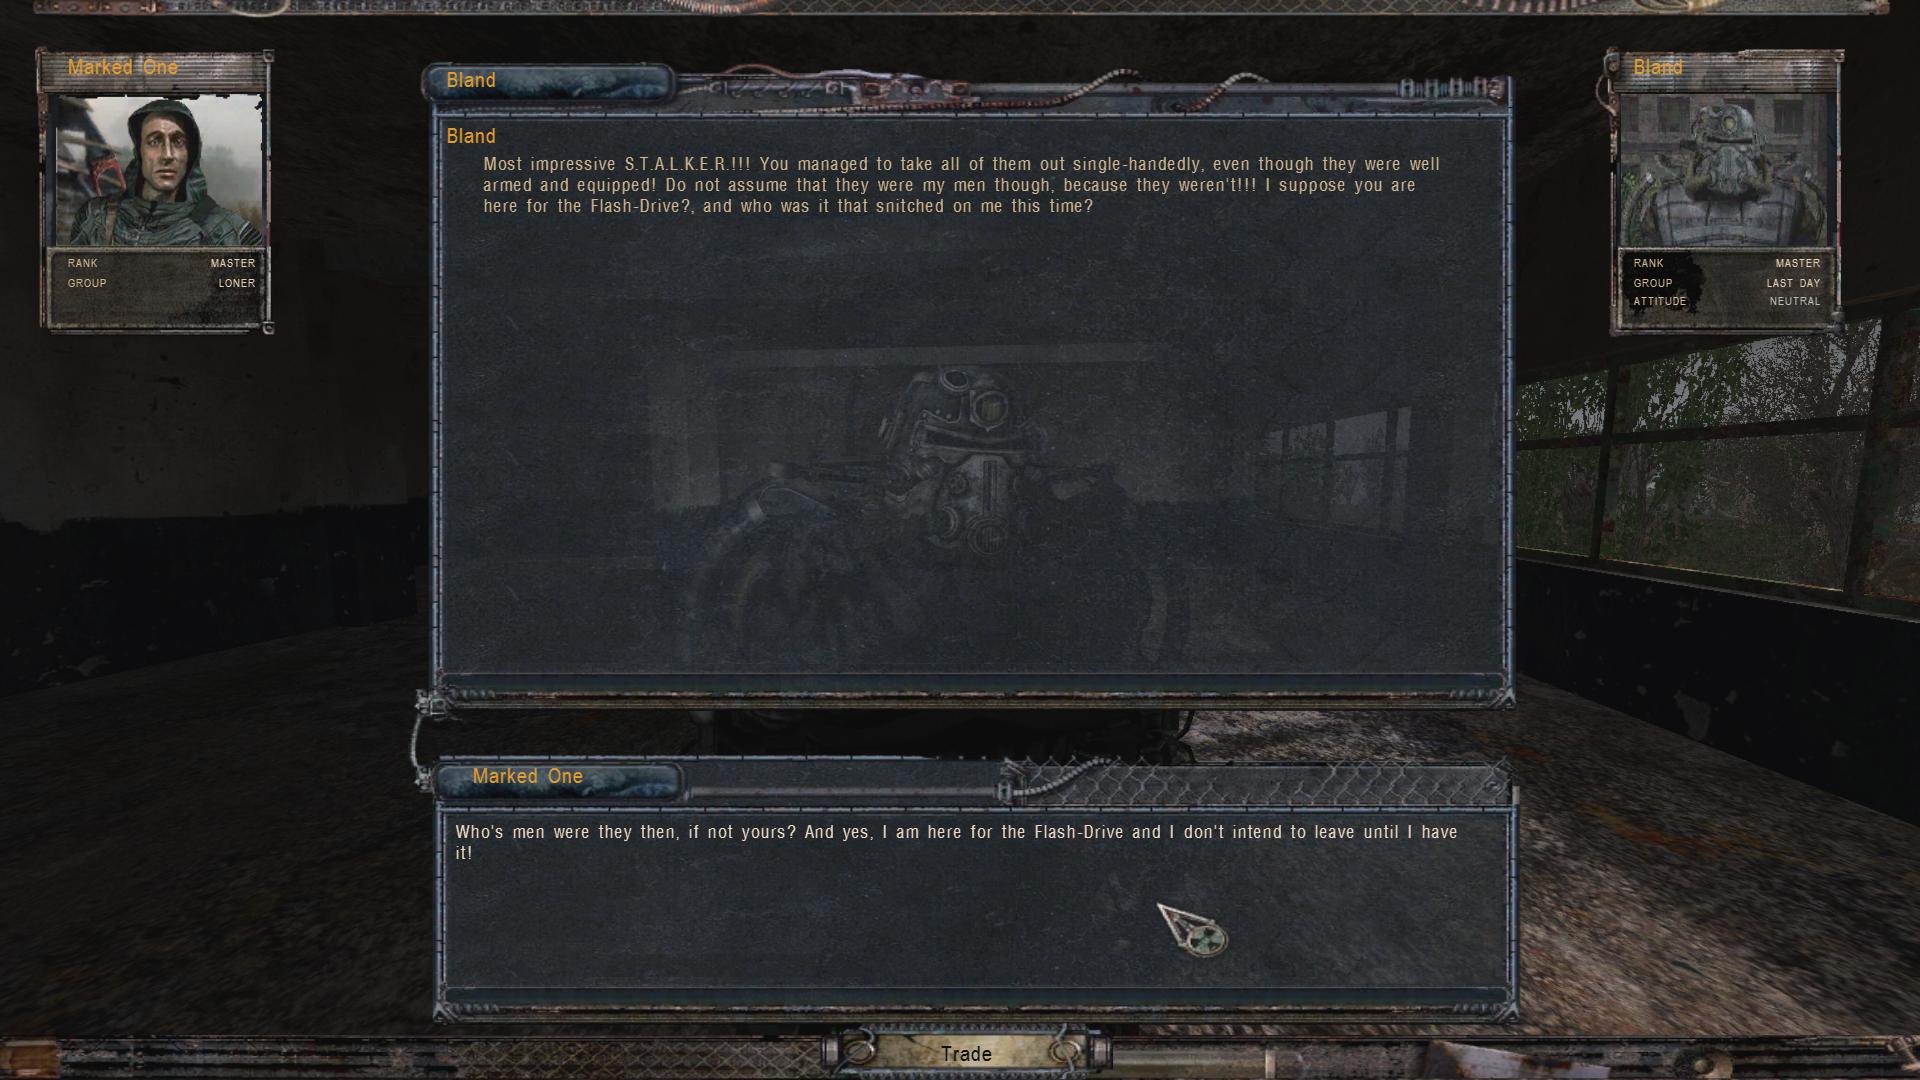 Marked One
RANK MASTER
GROUP LONER
Bland
Bland
Most impressive S.T.A.L.K.E.R.!!! You managed to take all of them out single-handedly, even though they were well
armed and equipped! Do not assume that they were my men though, because they weren't!!! I suppose you are
here for the Flash-Drive?, and who was it that snitched on me this time?
Bland
RANK MASTER
GROUP LAST DAY
ATTITUDE NEUTRAL
Marked One
Who's men were they then, if not yours? And yes, I am here for the Flash-Drive and I don't intend to leave until I have
it!
Trade